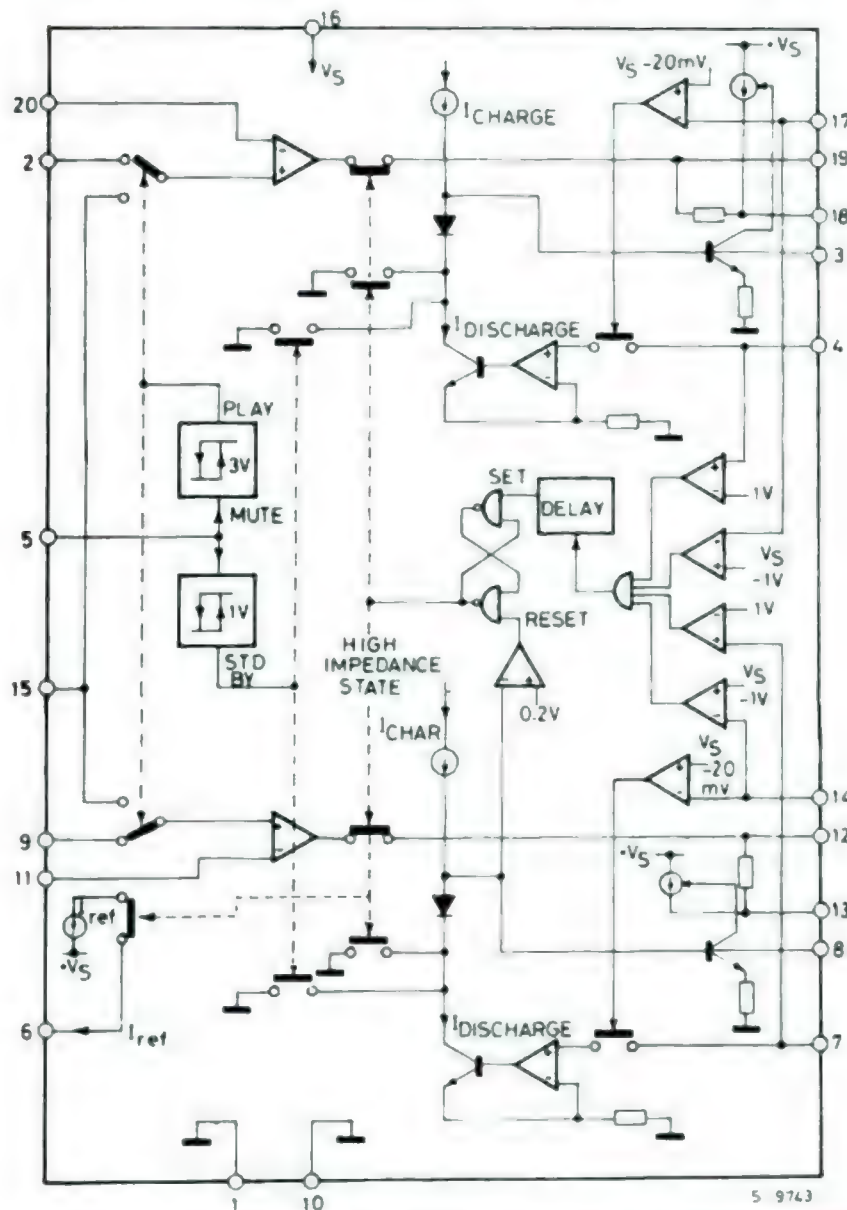 16
VS
VS -20mV
+VS
20
ICHARGE
17
2
19
18
3
IDISCHARGE
4
PLAY
3V
SET
DELAY
1V
MUTE
5
VS
-1V
1V
RESET
1V
HIGH
IMPEDANCE
STATE
STD
BY
VS
-1V
0.2V
15
ICHAR
VS
-20
mV
14
9
12
+VS
11
ref
13
+VS
8
6
Iref
IDISCHARGE
7
1
10
S 9743